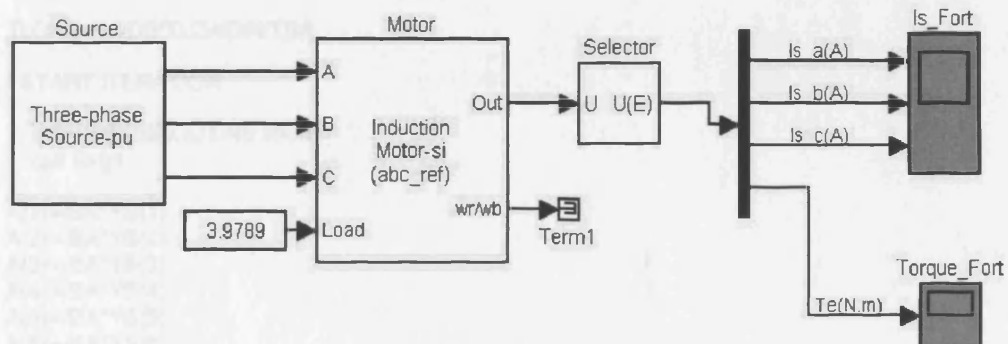 Source
Three-phase
Source-pu
Motor
A
B
C
Load
Induction
Motor-si
(abc_ref)
Out
wr/wb
3.9789
Term1
Selector
U U(E)
Is_a(A)
Is_b(A)
Is_c(A)
Te(N.m)
Is_Fort
Torque_Fort